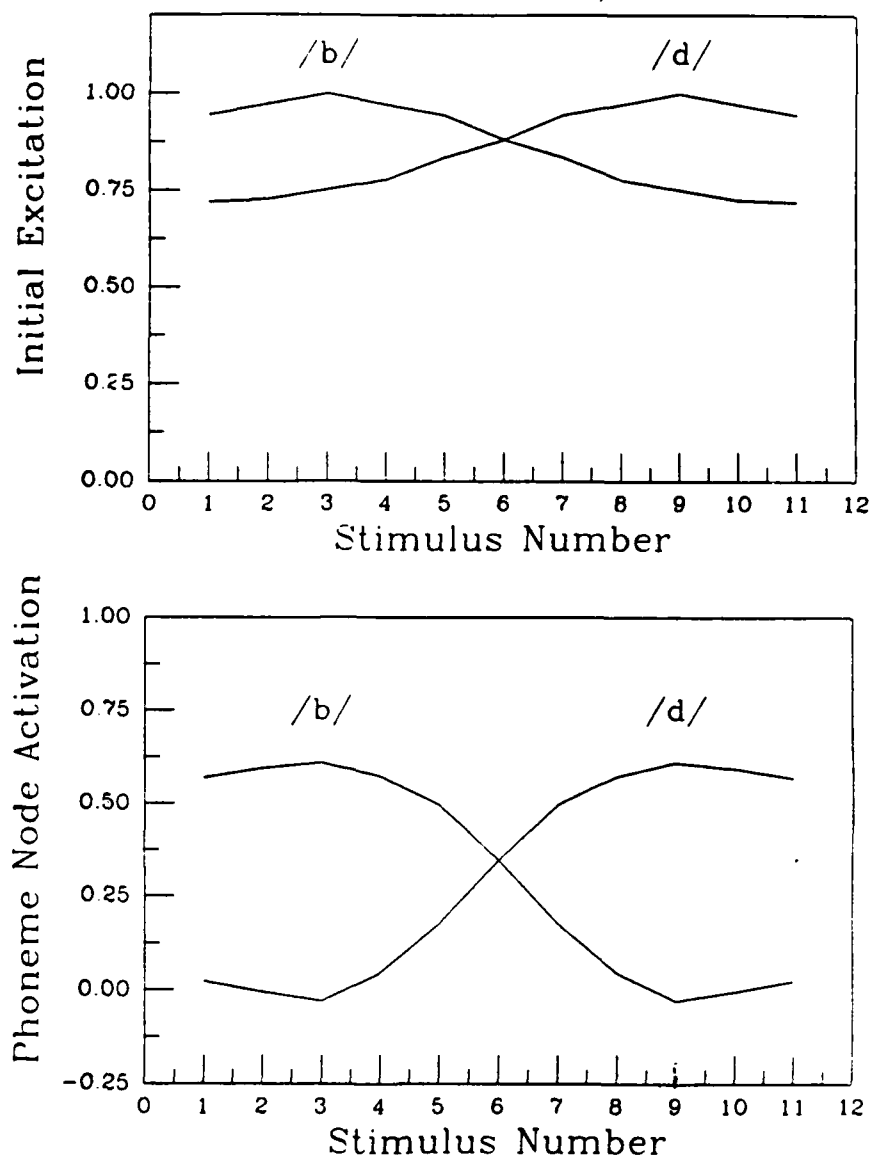 /b/ /d/
Initial Excitation
1.00
0.75
0.50
0.25
0.00
0 1 2 3 4 5 6 7 8 9 10 11 12
Stimulus Number
/b/ /d/
Phoneme Node Activation
1.00
0.75
0.50
0.25
0.00
-0.25
0 1 2 3 4 5 6 7 8 9 10 11 12
Stimulus Number